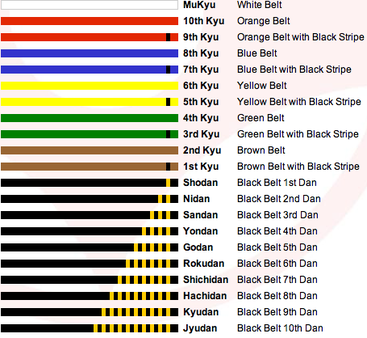 MuKyu White Belt
10th Kyu Orange Belt
9th Kyu Orange Belt with Black Stripe
8th Kyu Blue Belt
7th Kyu Blue Belt with Black Stripe
6th Kyu Yellow Belt
5th Kyu Yellow Belt with Black Stripe
4th Kyu Green Belt
3rd Kyu Green Belt with Black Stripe
2nd Kyu Brown Belt
1st Kyu Brown Belt with Black Stripe
Shodan Black Belt 1st Dan
Nidan Black Belt 2nd Dan
Sandan Black Belt 3rd Dan
Yondan Black Belt 4th Dan
Godan Black Belt 5th Dan
Rokudan Black Belt 6th Dan
Shichidan Black Belt 7th Dan
Hachidan Black Belt 8th Dan
Kyudan Black Belt 9th Dan
Jyudan Black Belt 10th Dan